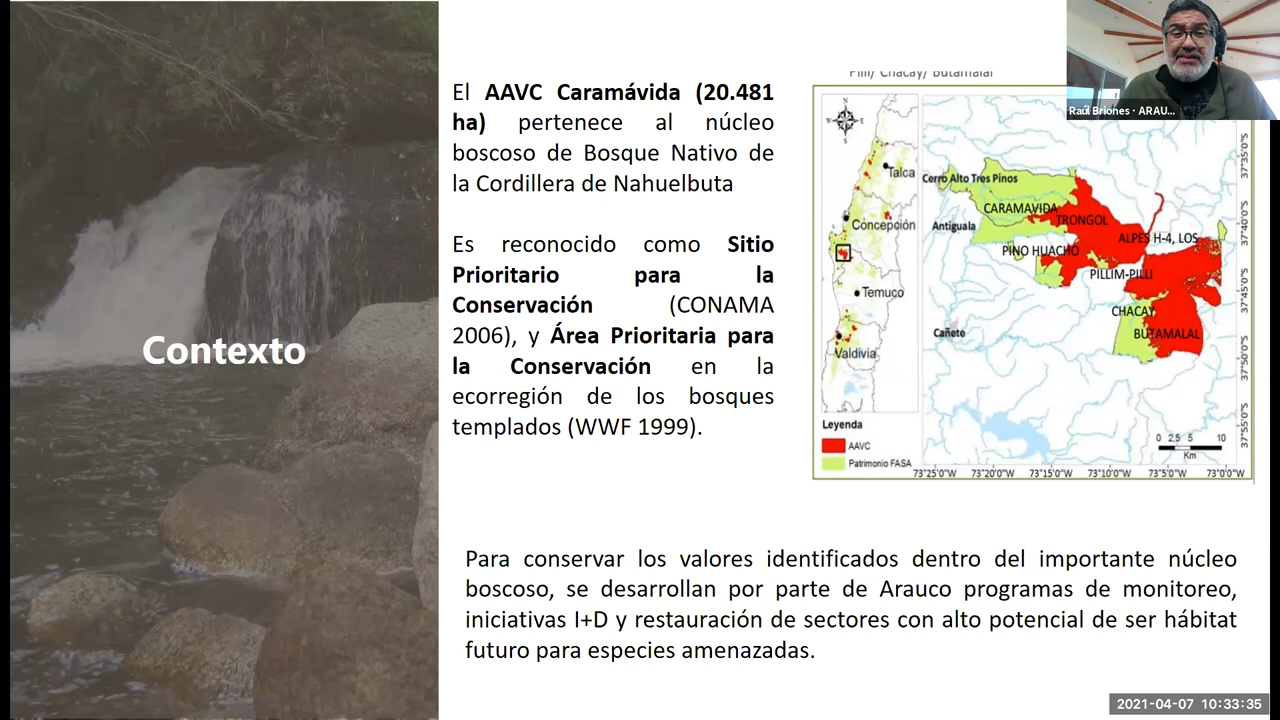 Contexto
El AAVC Caramávida (20.481
ha) pertenece al núcleo
boscoso de Bosque Nativo de
la Cordillera de Nahuelbuta
Es reconocido como Sitio
Prioritario para la
Conservación (CONAMA
2006), y Área Prioritaria para
la Conservación en la
ecorregión de los bosques
templados (WWF 1999).
Pilli/ Chacay/ Butamalal
N
W E
S
Talca
Concepción
Temuco
Valdivia
Cerro Alto Tres Pinos
CARAMAVIDA
TRONGOL
Antiguala
ALPES H-4, LOS
PINO HUACHO
PILLIM-PILLI
CHACAY
Cañete
BUTAMALAL
Leyenda
AAVC
Patrimonio FASA
0 2,5 5 10
Km
37°35'0"S
37°40'0"S
37°45'0"S
37°50'0"S
37°55'0"S
73°25'0"W 73°20'0"W 73°15'0"W 73°10'0"W 73°5'0"W 73°0'0"W
Raúl Briones · ARAU...
Para conservar los valores identificados dentro del importante núcleo
boscoso, se desarrollan por parte de Arauco programas de monitoreo,
iniciativas I+D y restauración de sectores con alto potencial de ser hábitat
futuro para especies amenazadas.
2021-04-07 10:33:35